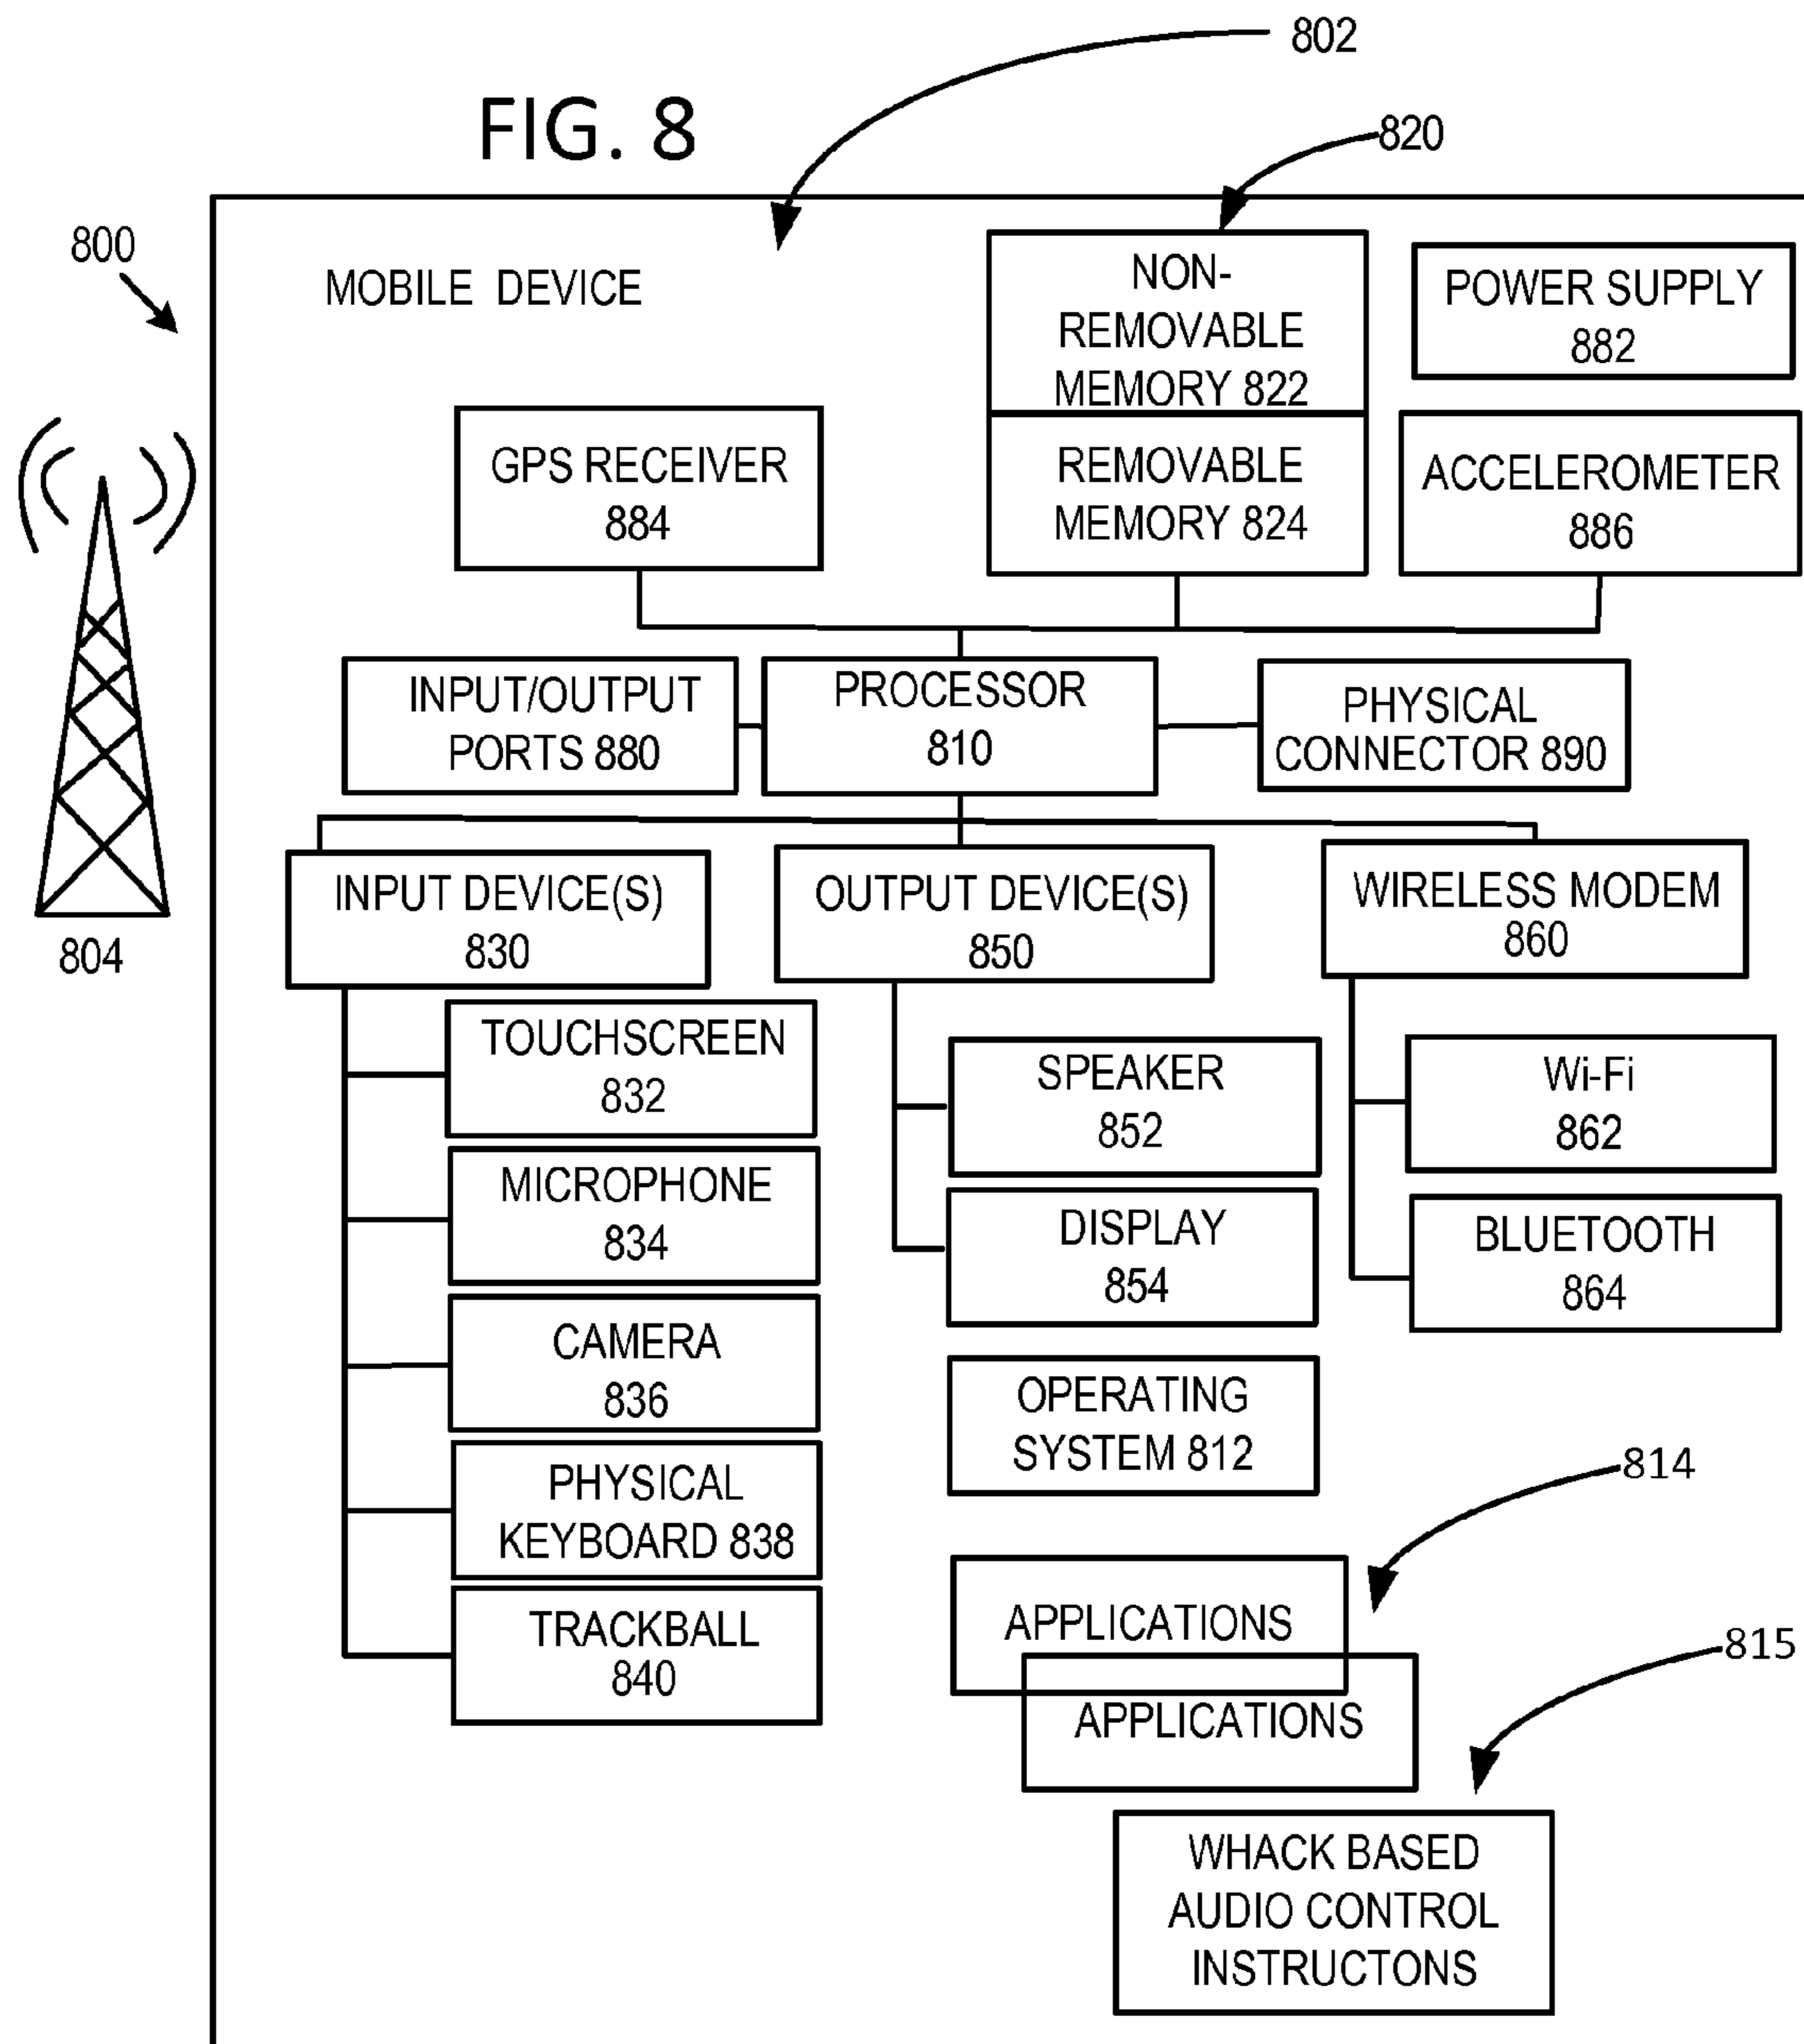 802
FIG. 8
820
800
MOBILE DEVICE
NON-
REMOVABLE
MEMORY 822
POWER SUPPLY
882
GPS RECEIVER
884
REMOVABLE
MEMORY 824
ACCELEROMETER
886
INPUT/OUTPUT
PORTS 880
PROCESSOR
810
PHYSICAL
CONNECTOR 890
804
INPUT DEVICE(S)
830
OUTPUT DEVICE(S)
850
WIRELESS MODEM
860
TOUCHSCREEN
832
MICROPHONE
834
CAMERA
836
PHYSICAL
KEYBOARD 838
TRACKBALL
840
SPEAKER
852
DISPLAY
854
Wi-Fi
862
BLUETOOTH
864
OPERATING
SYSTEM 812
814
APPLICATIONS
APPLICATIONS
815
WHACK BASED
AUDIO CONTROL
INSTRUCTONS